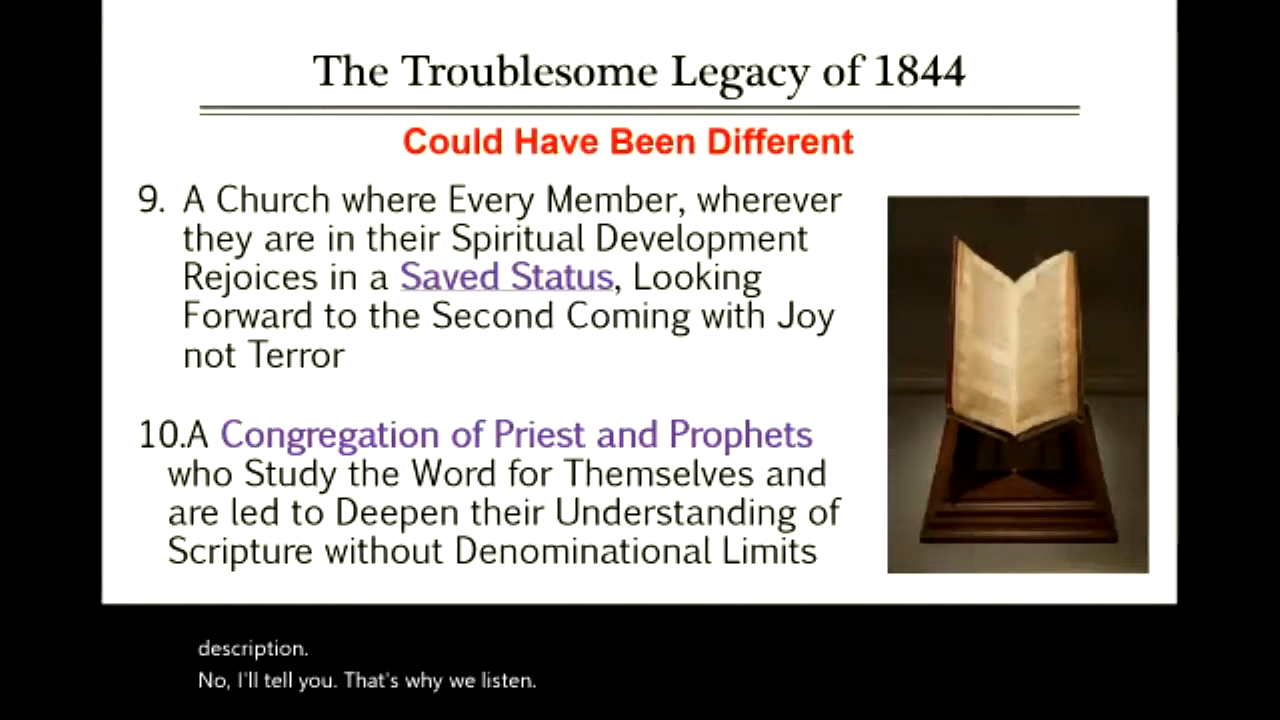 The Troublesome Legacy of 1844
Could Have Been Different
9. A Church where Every Member, wherever
they are in their Spiritual Development
Rejoices in a Saved Status, Looking
Forward to the Second Coming with Joy
not Terror
10.A Congregation of Priest and Prophets
who Study the Word for Themselves and
are led to Deepen their Understanding of
Scripture without Denominational Limits
description.
No, I'll tell you. That's why we listen.